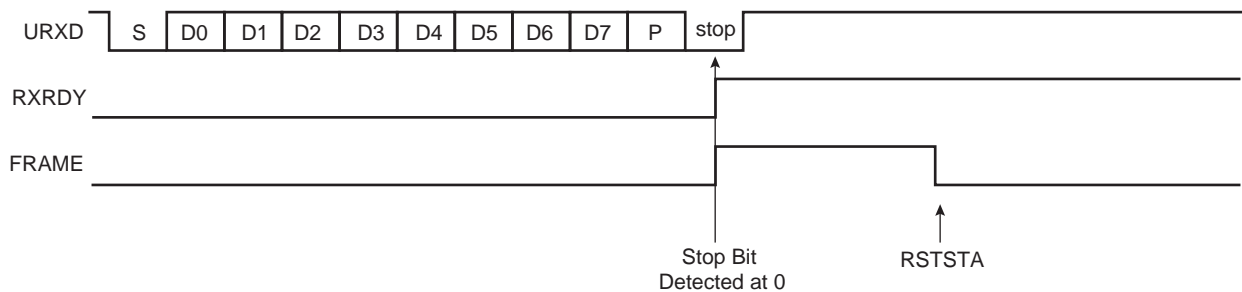 URXD S D0 D1 D2 D3 D4 D5 D6 D7 P stop
RXRDY
FRAME
Stop Bit
Detected at 0
RSTSTA